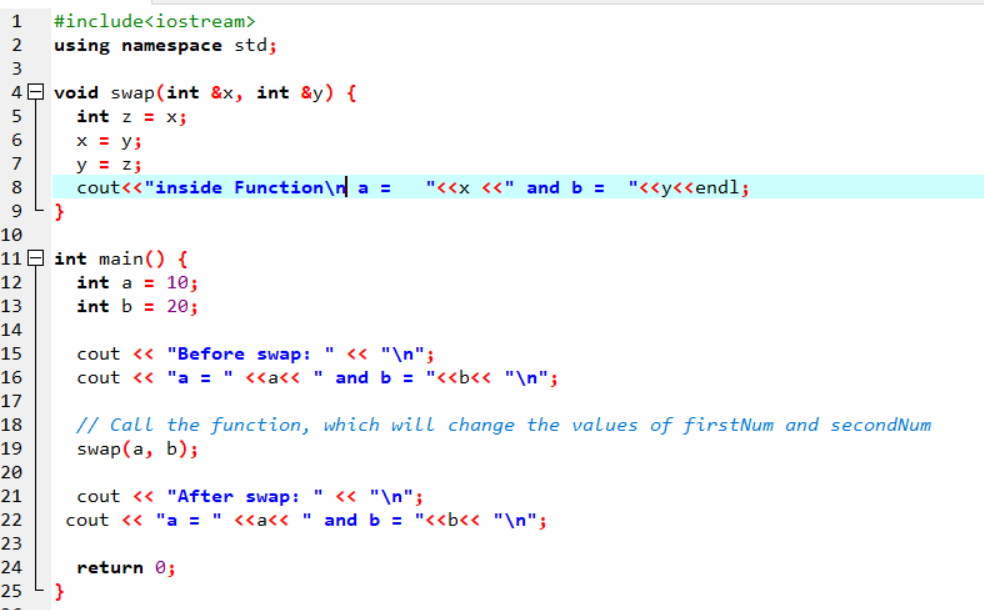 1 #include<iostream>
2 using namespace std;
3
4 void swap(int &x, int &y) {
5 int z = x;
6 x = y;
7 y = z;
8 cout<<"inside Function\n a =   "<<x <<" and b =  "<<y<<endl;
9 }
10
11 int main() {
12 int a = 10;
13 int b = 20;
14
15 cout << "Before swap: " << "\n";
16 cout << "a = " <<a<< " and b = "<<b<< "\n";
17
18 // Call the function, which will change the values of firstNum and secondNum
19 swap(a, b);
20
21 cout << "After swap: " << "\n";
22 cout << "a = " <<a<< " and b = "<<b<< "\n";
23
24 return 0;
25 }